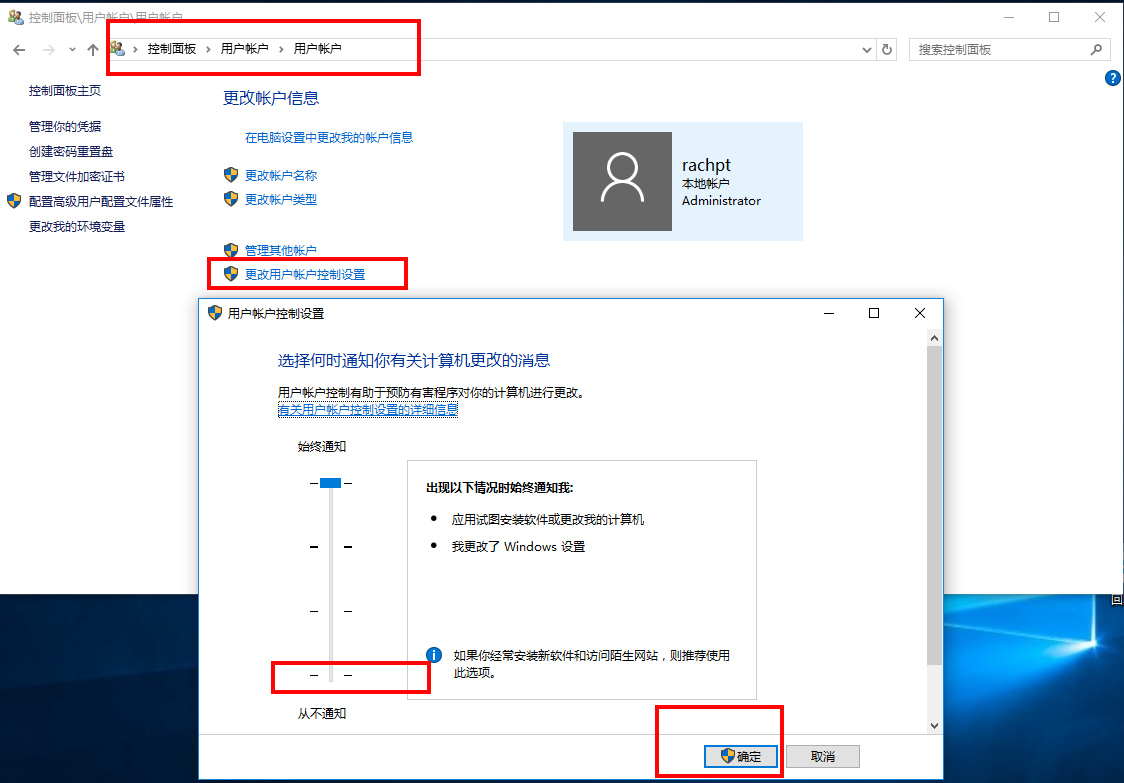 控制面板\用户帐户\用户帐户
控制面板 › 用户帐户 › 用户帐户
搜索控制面板
控制面板主页
管理你的凭据
创建密码重置盘
管理文件加密证书
配置高级用户配置文件属性
更改我的环境变量
更改帐户信息
在电脑设置中更改我的帐户信息
更改帐户名称
更改帐户类型
管理其他帐户
更改用户帐户控制设置
rachpt
本地帐户
Administrator
用户帐户控制设置
选择何时通知你有关计算机更改的消息
用户帐户控制有助于预防有害程序对你的计算机进行更改。
有关用户帐户控制设置的详细信息
始终通知
出现以下情况时始终通知我:
• 应用试图安装软件或更改我的计算机
• 我更改了 Windows 设置
如果你经常安装新软件和访问陌生网站，则推荐使用
此选项。
从不通知
确定
取消